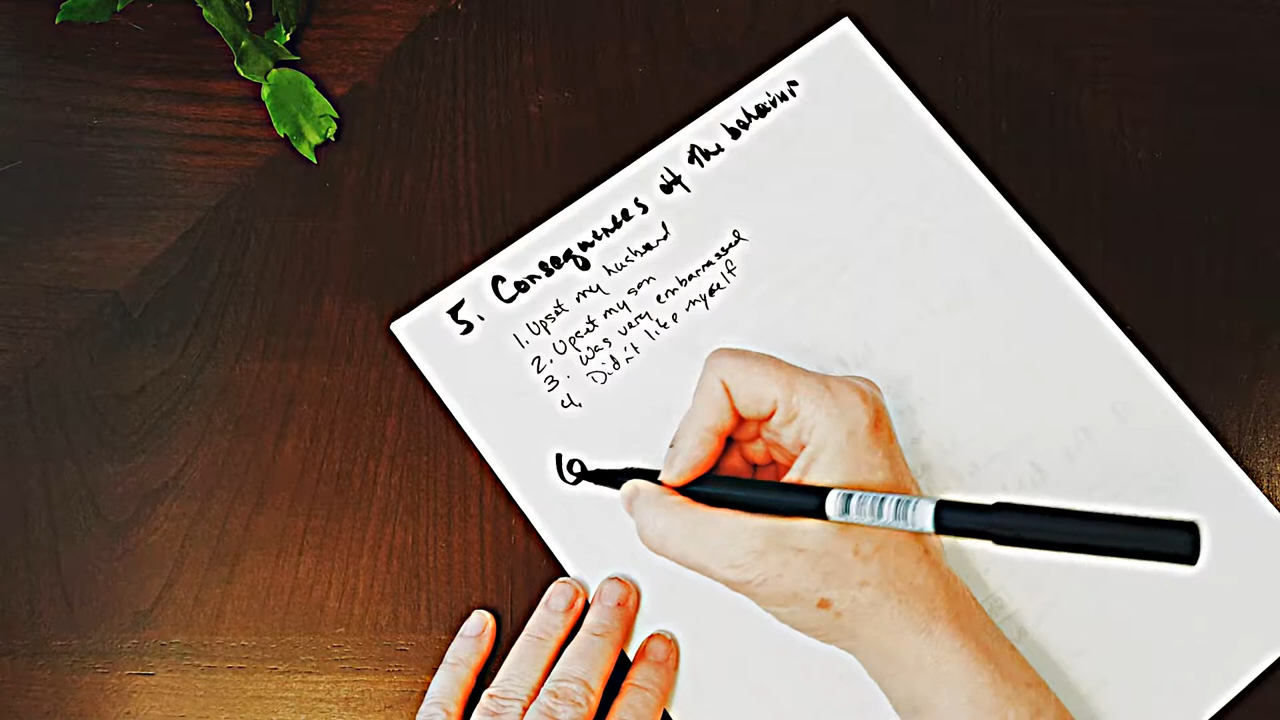 5. Consequences of the behavior
1. Upset my husband
2. Upset my son
3. Was very embarrassed
4. Didn't like myself
6